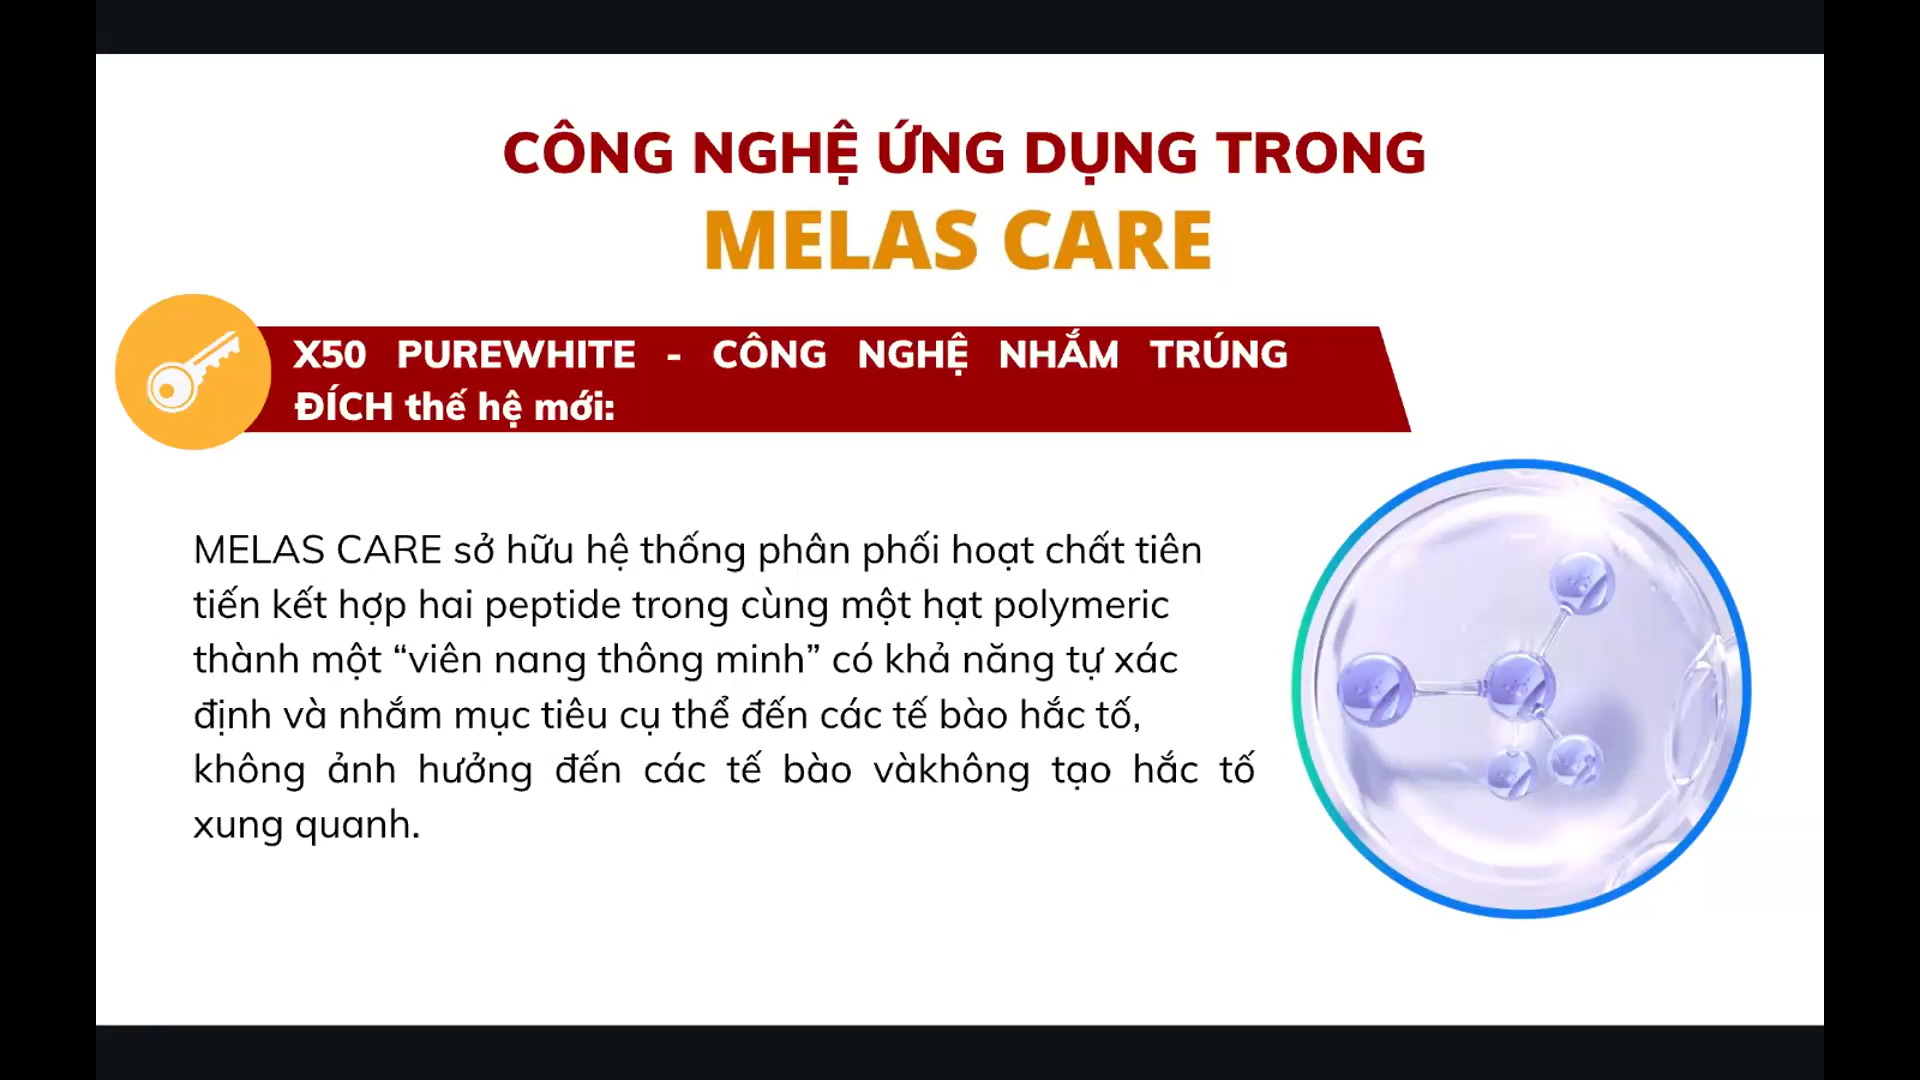 CÔNG NGHỆ ỨNG DỤNG TRONG
MELAS CARE
X50 PUREWHITE - CÔNG NGHỆ NHẮM TRÚNG
ĐÍCH thế hệ mới:
MELAS CARE sở hữu hệ thống phân phối hoạt chất tiên
tiến kết hợp hai peptide trong cùng một hạt polymeric
thành một “viên nang thông minh” có khả năng tự xác
định và nhắm mục tiêu cụ thể đến các tế bào hắc tố,
không ảnh hưởng đến các tế bào vàkhông tạo hắc tố
xung quanh.